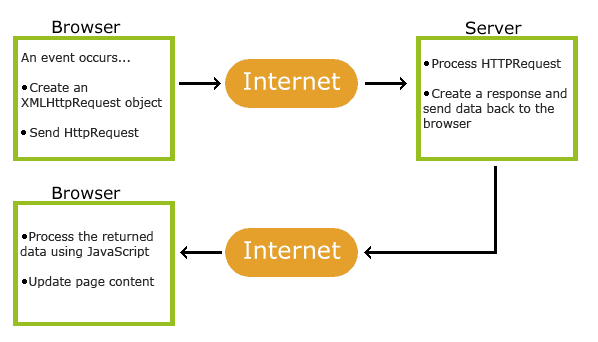 Browser
An event occurs...
•Create an
XMLHttpRequest object
•Send HttpRequest
Internet
Server
•Process HTTPRequest
•Create a response and
send data back to the
browser
Browser
•Process the returned
data using JavaScript
•Update page content
Internet